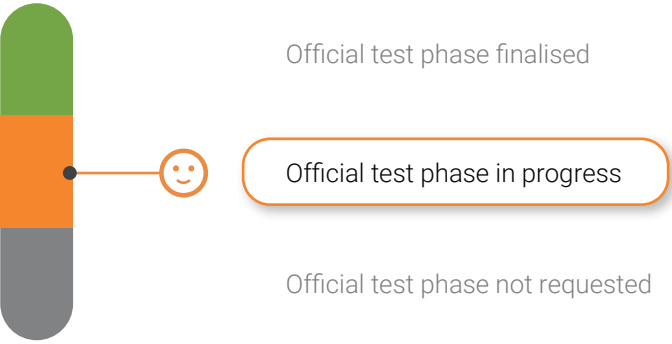 Official test phase finalised
Official test phase in progress
Official test phase not requested